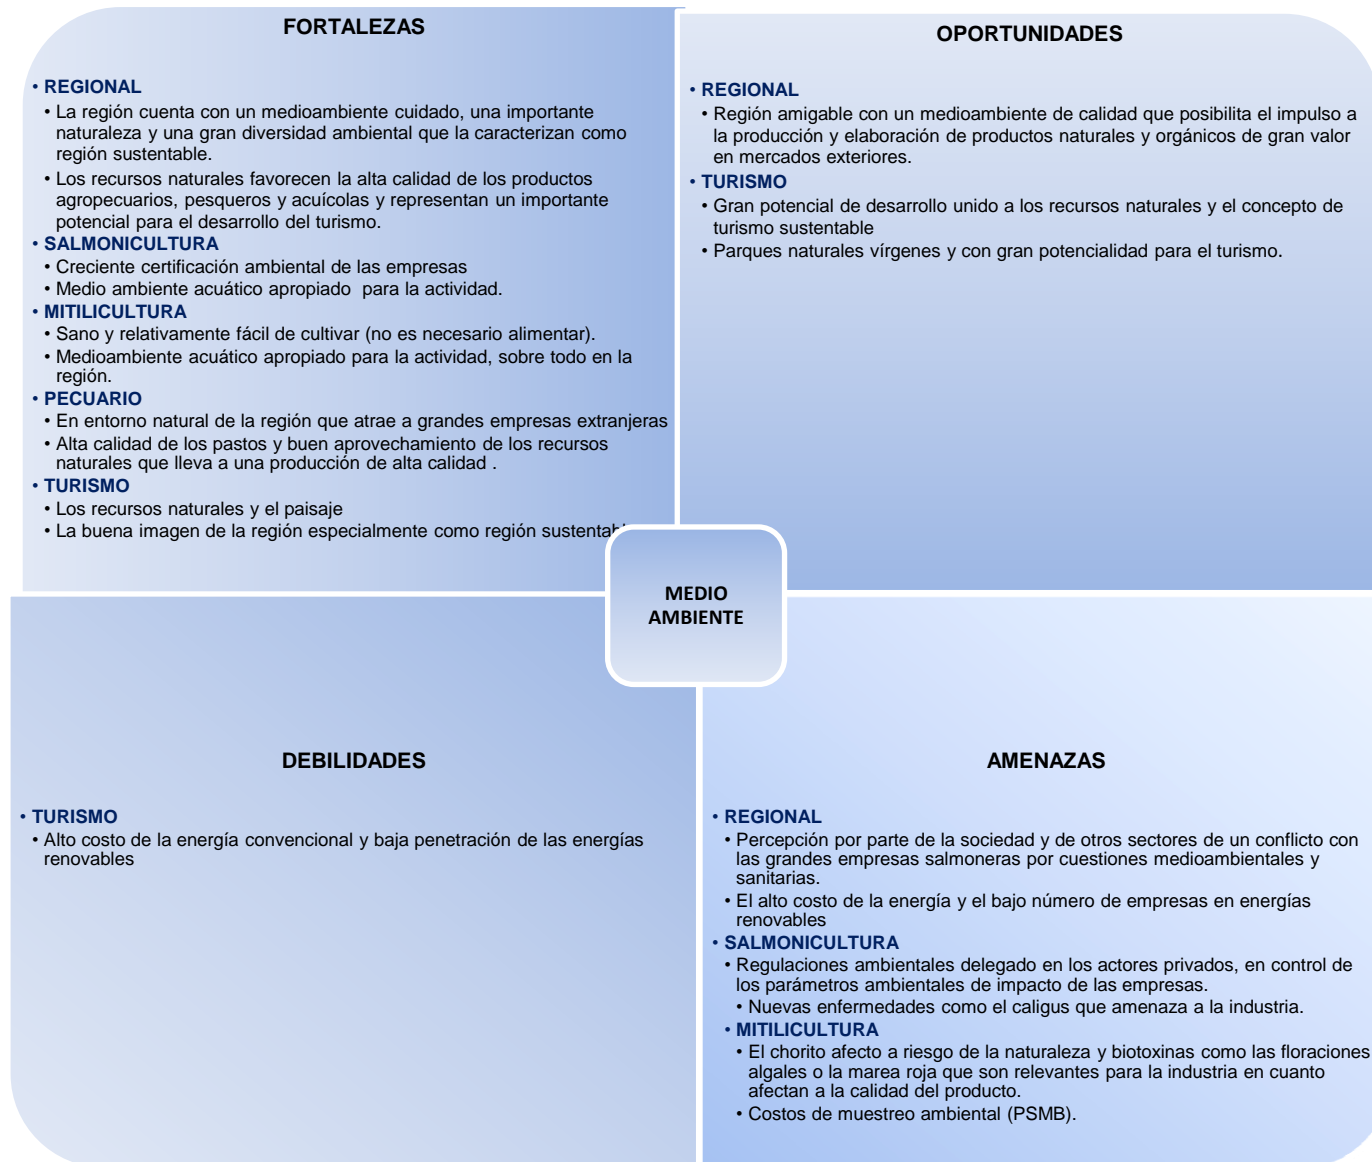 FORTALEZAS
• REGIONAL
• La región cuenta con un medioambiente cuidado, una importante
naturaleza y una gran diversidad ambiental que la caracterizan como
región sustentable.
• Los recursos naturales favorecen la alta calidad de los productos
agropecuarios, pesqueros y acuícolas y representan un importante
potencial para el desarrollo del turismo.
• SALMONICULTURA
• Creciente certificación ambiental de las empresas
• Medio ambiente acuático apropiado para la actividad.
• MITILICULTURA
• Sano y relativamente fácil de cultivar (no es necesario alimentar).
• Medioambiente acuático apropiado para la actividad, sobre todo en la
región.
• PECUARIO
• En entorno natural de la región que atrae a grandes empresas extranjeras
• Alta calidad de los pastos y buen aprovechamiento de los recursos
naturales que lleva a una producción de alta calidad .
• TURISMO
• Los recursos naturales y el paisaje
• La buena imagen de la región especialmente como región
OPORTUNIDADES
• REGIONAL
• Región amigable con un medioambiente de calidad que posibilita el impulso a
la producción y elaboración de productos naturales y orgánicos de gran valor
en mercados exteriores.
• TURISMO
• Gran potencial de desarrollo unido a los recursos naturales y el concepto de
turismo sustentable
• Parques naturales vírgenes y con gran potencialidad para el turismo.
MEDIO
AMBIENTE
DEBILIDADES
• TURISMO
• Alto costo de la energía convencional y baja penetración de las energías
renovables
AMENAZAS
• REGIONAL
• Percepción por parte de la sociedad y de otros sectores de un conflicto con
las grandes empresas salmoneras por cuestiones medioambientales y
sanitarias.
• El alto costo de la energía y el bajo número de empresas en energías
renovables
• SALMONICULTURA
• Regulaciones ambientales delegado en los actores privados, en control de
los parámetros ambientales de impacto de las empresas.
• Nuevas enfermedades como el caligus que amenaza a la industria.
• MITILICULTURA
• El chorito afecto a riesgo de la naturaleza y biotoxinas como las floraciones
algales o la marea roja que son relevantes para la industria en cuanto
afectan a la calidad del producto.
• Costos de muestreo ambiental (PSMB).